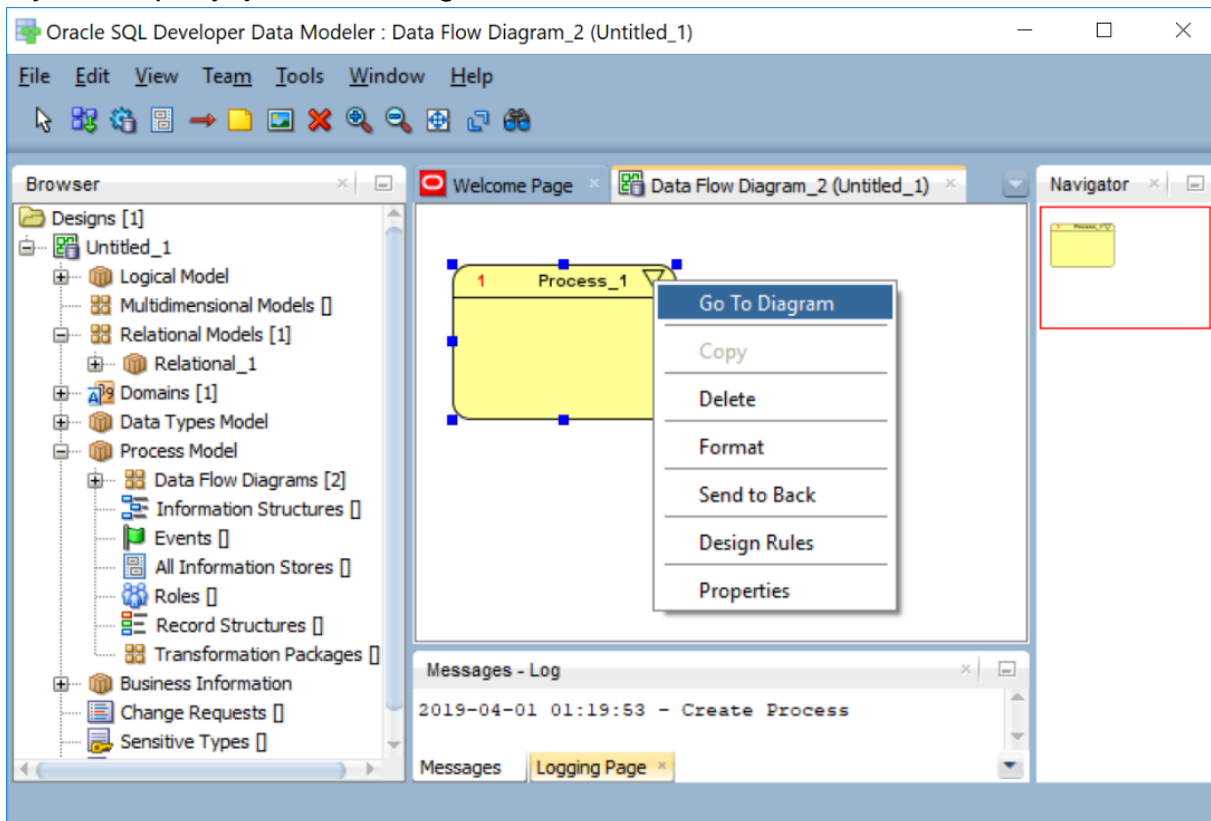 Oracle SQL Developer Data Modeler : Data Flow Diagram_2 (Untitled_1)
File Edit View Team Tools Window Help
Browser
Designs [1]
Untitled_1
Logical Model
Multidimensional Models []
Relational Models [1]
Relational_1
Domains [1]
Data Types Model
Process Model
Data Flow Diagrams [2]
Information Structures []
Events []
All Information Stores []
Roles []
Record Structures []
Transformation Packages []
Business Information
Change Requests []
Sensitive Types []
Welcome Page
Data Flow Diagram_2 (Untitled_1)
1 Process_1
Go To Diagram
Copy
Delete
Format
Send to Back
Design Rules
Properties
Messages - Log
2019-04-01 01:19:53 - Create Process
Messages Logging Page
Navigator
1 Process_1